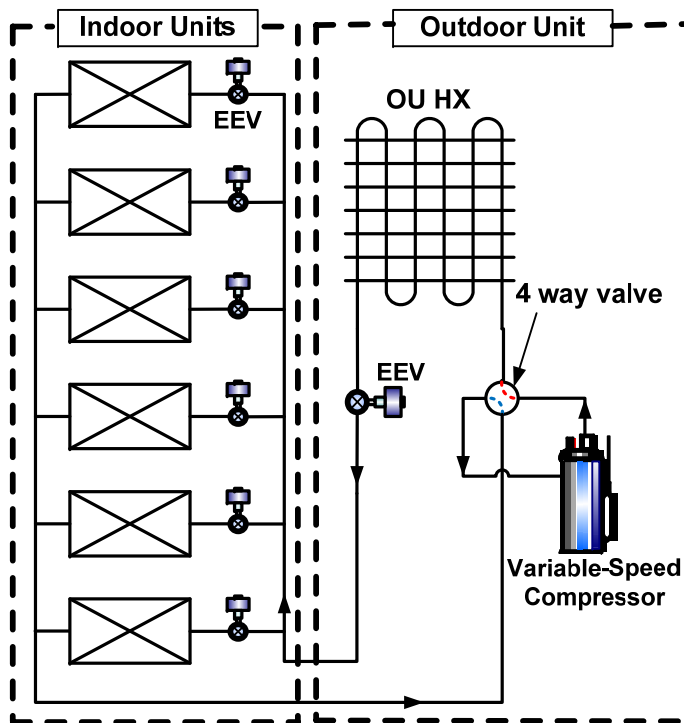 Indoor Units
Outdoor Unit
EEV
OU HX
4 way valve
EEV
Variable-Speed
Compressor